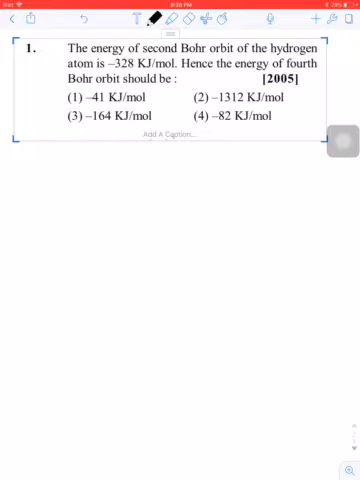 1. The energy of second Bohr orbit of the hydrogen
atom is –328 KJ/mol. Hence the energy of fourth
Bohr orbit should be : [2005]
(1) –41 KJ/mol (2) –1312 KJ/mol
(3) –164 KJ/mol (4) –82 KJ/mol
Add A Caption...